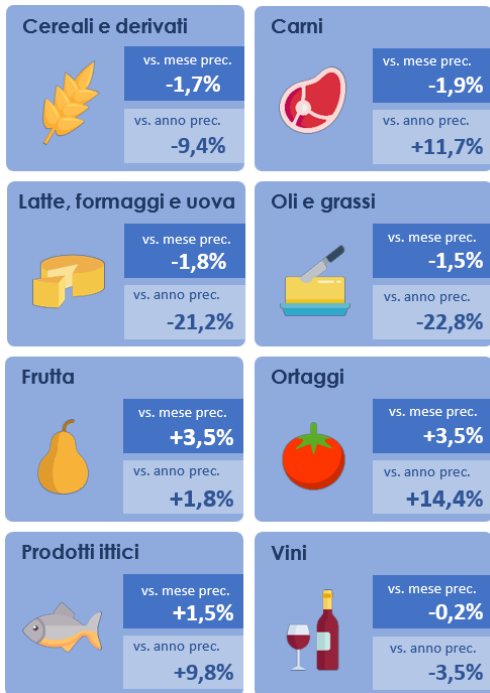 Cereali e derivati
vs. mese prec.
-1,7%
vs. anno prec.
-9,4%
Carni
vs. mese prec.
-1,9%
vs. anno prec.
+11,7%
Latte, formaggi e uova
vs. mese prec.
-1,8%
vs. anno prec.
-21,2%
Oli e grassi
vs. mese prec.
-1,5%
vs. anno prec.
-22,8%
Frutta
vs. mese prec.
+3,5%
vs. anno prec.
+1,8%
Ortaggi
vs. mese prec.
+3,5%
vs. anno prec.
+14,4%
Prodotti ittici
vs. mese prec.
+1,5%
vs. anno prec.
+9,8%
Vini
vs. mese prec.
-0,2%
vs. anno prec.
-3,5%